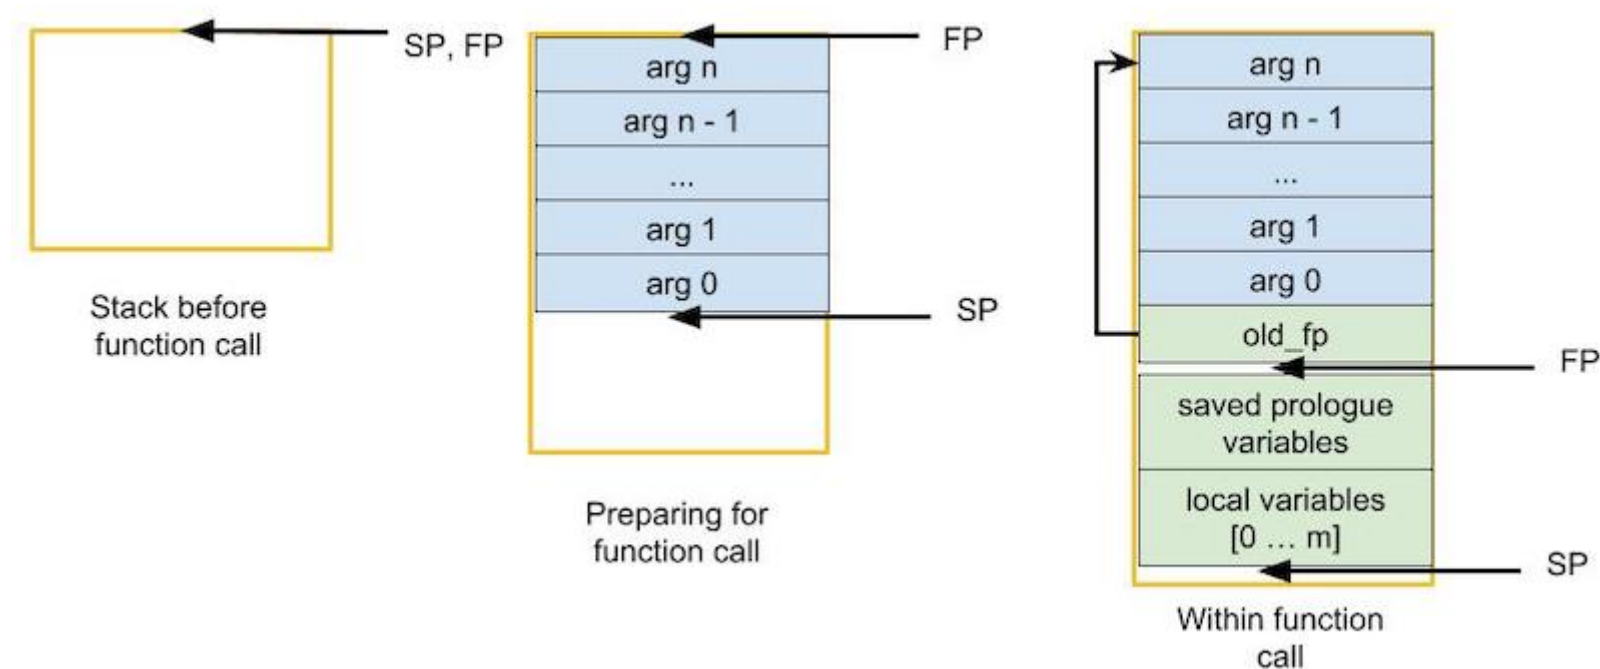 SP, FP
Stack before
function call
FP
arg n
arg n - 1
...
arg 1
arg 0
SP
Preparing for
function call
arg n
arg n - 1
...
arg 1
arg 0
old_fp
FP
saved prologue
variables
local variables
[0 ... m]
SP
Within function
call